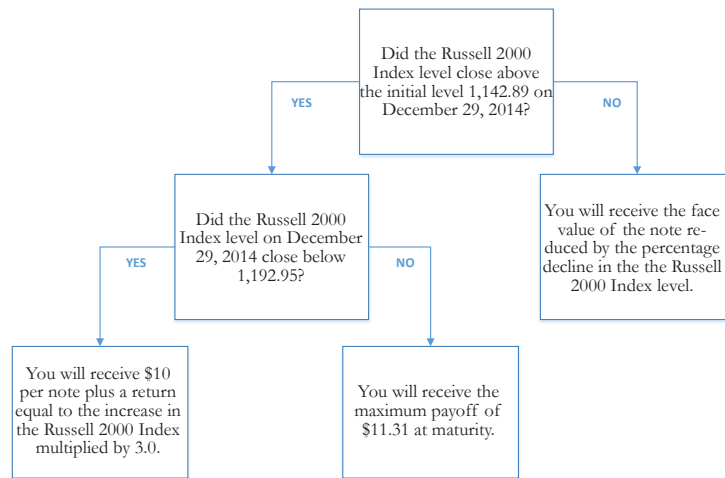 Did the Russell 2000
Index level close above
the initial level 1,142.89 on
December 29, 2014?
YES
NO
Did the Russell 2000
Index level on December
29, 2014 close below
1,192.95?
You will receive the face
value of the note re-
duced by the percentage
decline in the the Russell
2000 Index level.
YES
NO
You will receive $10
per note plus a return
equal to the increase in
the Russell 2000 Index
multiplied by 3.0.
You will receive the
maximum payoff of
$11.31 at maturity.